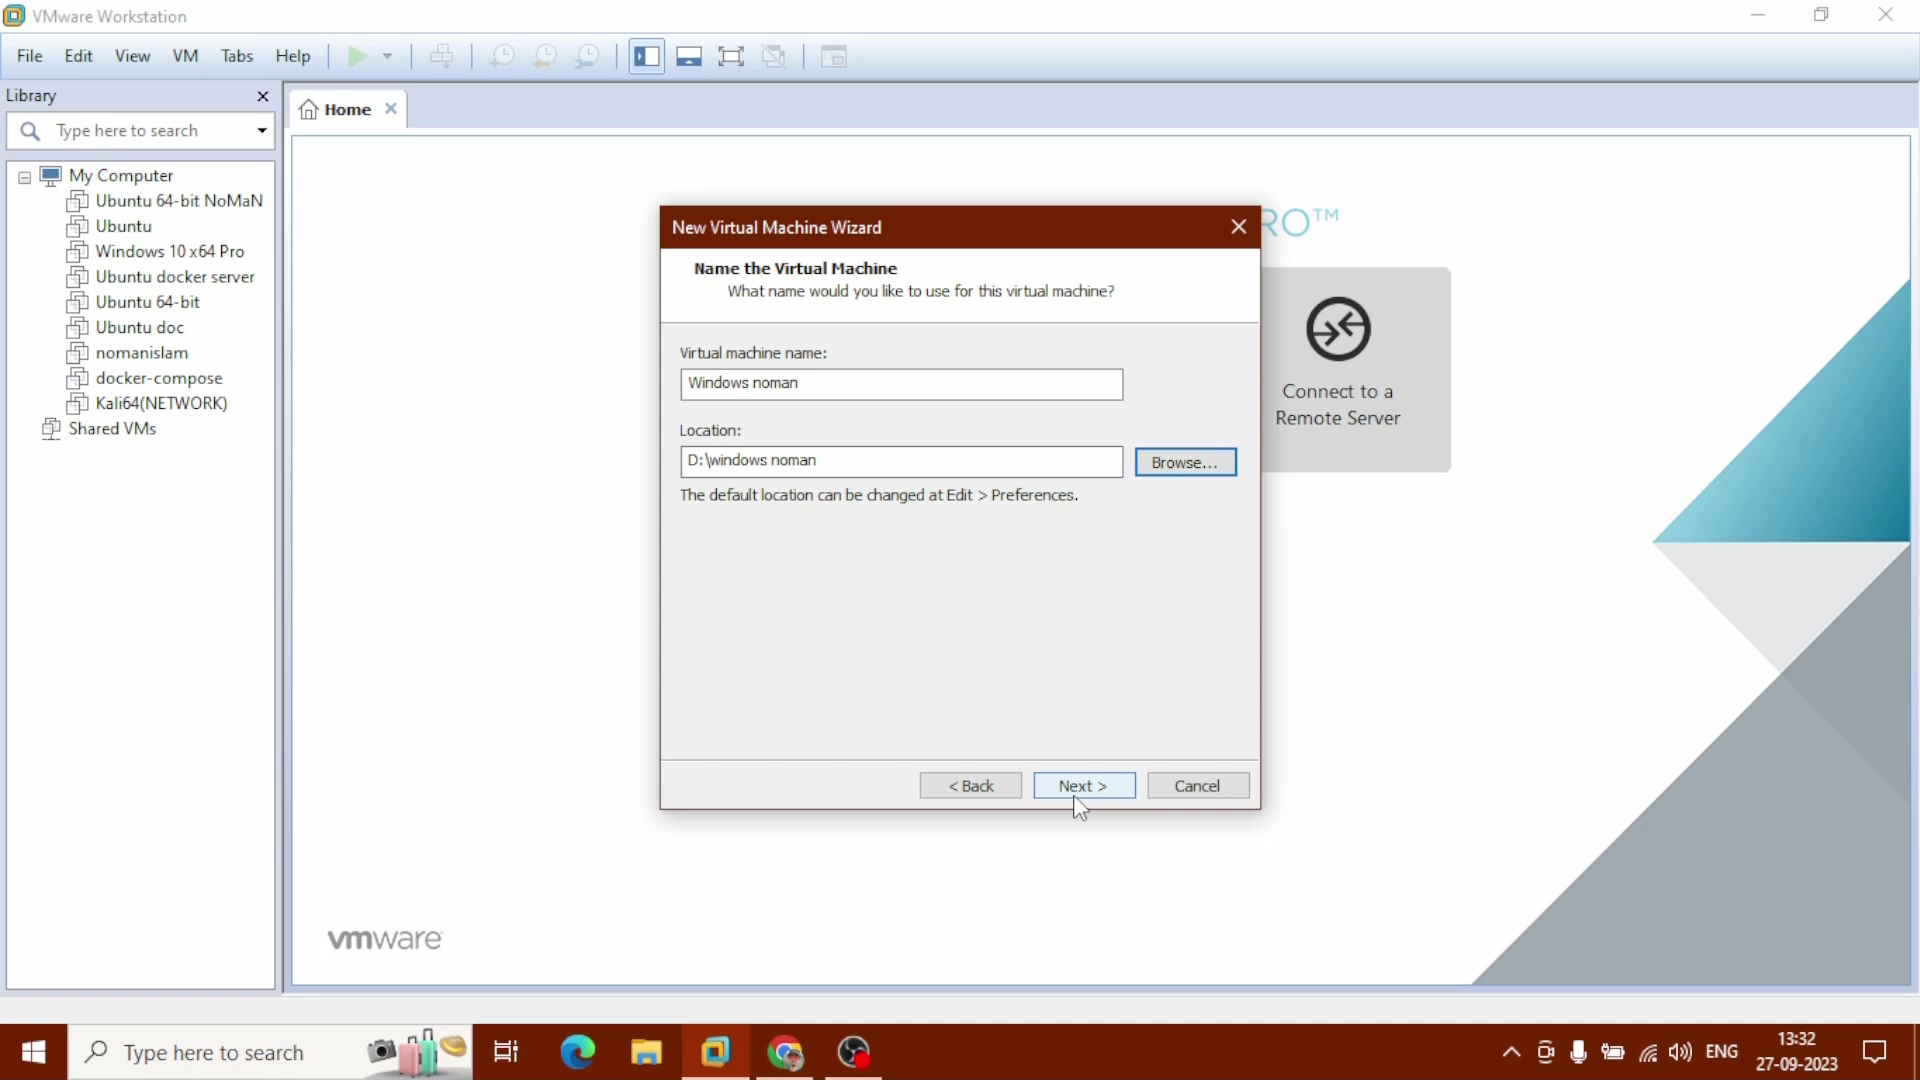 VMware Workstation
File Edit View VM Tabs Help
Library
Home
Type here to search
My Computer
Ubuntu 64-bit NoMaN
Ubuntu
Windows 10 x64 Pro
Ubuntu docker server
Ubuntu 64-bit
Ubuntu doc
nomanislam
docker-compose
Kali64(NETWORK)
Shared VMs
RO™
New Virtual Machine Wizard
Name the Virtual Machine
What name would you like to use for this virtual machine?
Virtual machine name:
Windows noman
Location:
D:\windows noman
Browse...
The default location can be changed at Edit > Preferences.
< Back Next > Cancel
Connect to a
Remote Server
vmware
Type here to search
ENG
13:32
27-09-2023